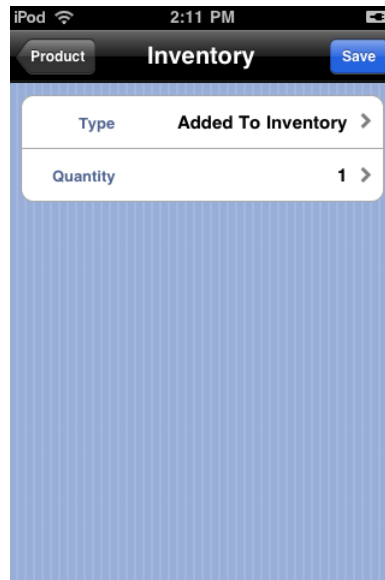 iPod 2:11 PM
Product Inventory Save
Type Added To Inventory
Quantity 1